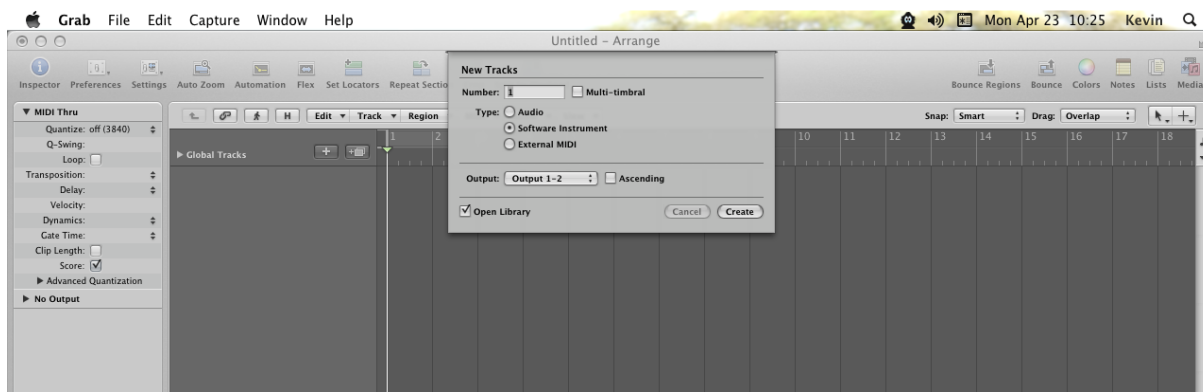 Grab File Edit Capture Window Help
Mon Apr 23 10:25 Kevin
Untitled – Arrange
Inspector Preferences Settings Auto Zoom Automation Flex Set Locators Repeat Sectio
Bounce Regions Bounce Colors Notes Lists Media
New Tracks
Number: 1 Multi-timbral
Type: Audio
Software Instrument
External MIDI
Output: Output 1-2 Ascending
Open Library Cancel Create
MIDI Thru
Quantize: off (3840)
Q-Swing:
Loop:
Transposition:
Delay:
Velocity:
Dynamics:
Gate Time:
Clip Length:
Score:
Advanced Quantization
No Output
H Edit Track Region
Snap: Smart Drag: Overlap
Global Tracks
1 2 10 11 12 13 14 15 16 17 18